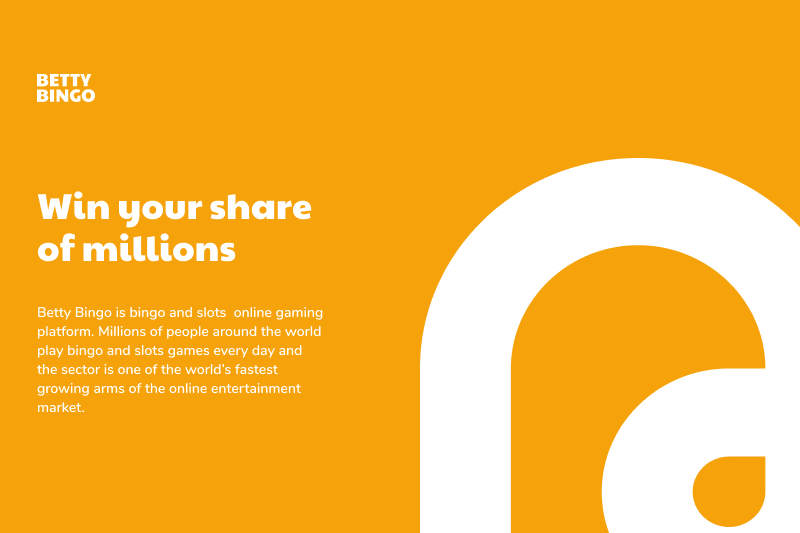 BETTY
BINGO
Win your share
of millions
Betty Bingo is bingo and slots  online gaming
platform. Millions of people around the world
play bingo and slots games every day and
the sector is one of the world's fastest
growing arms of the online entertainment
market.